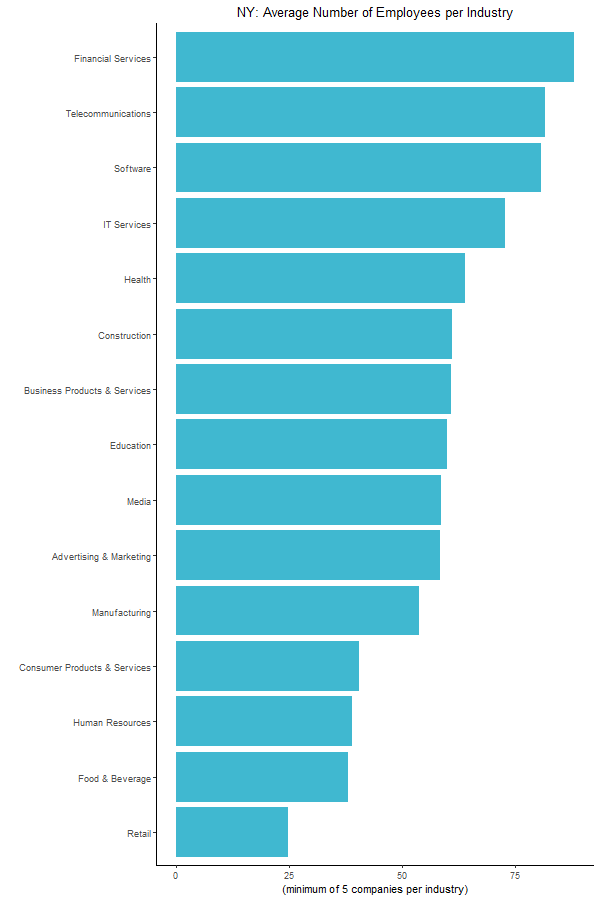 NY: Average Number of Employees per Industry
Financial Services
Telecommunications
Software
IT Services
Health
Construction
Business Products & Services
Education
Media
Advertising & Marketing
Manufacturing
Consumer Products & Services
Human Resources
Food & Beverage
Retail
0 25 50 75
(minimum of 5 companies per industry)